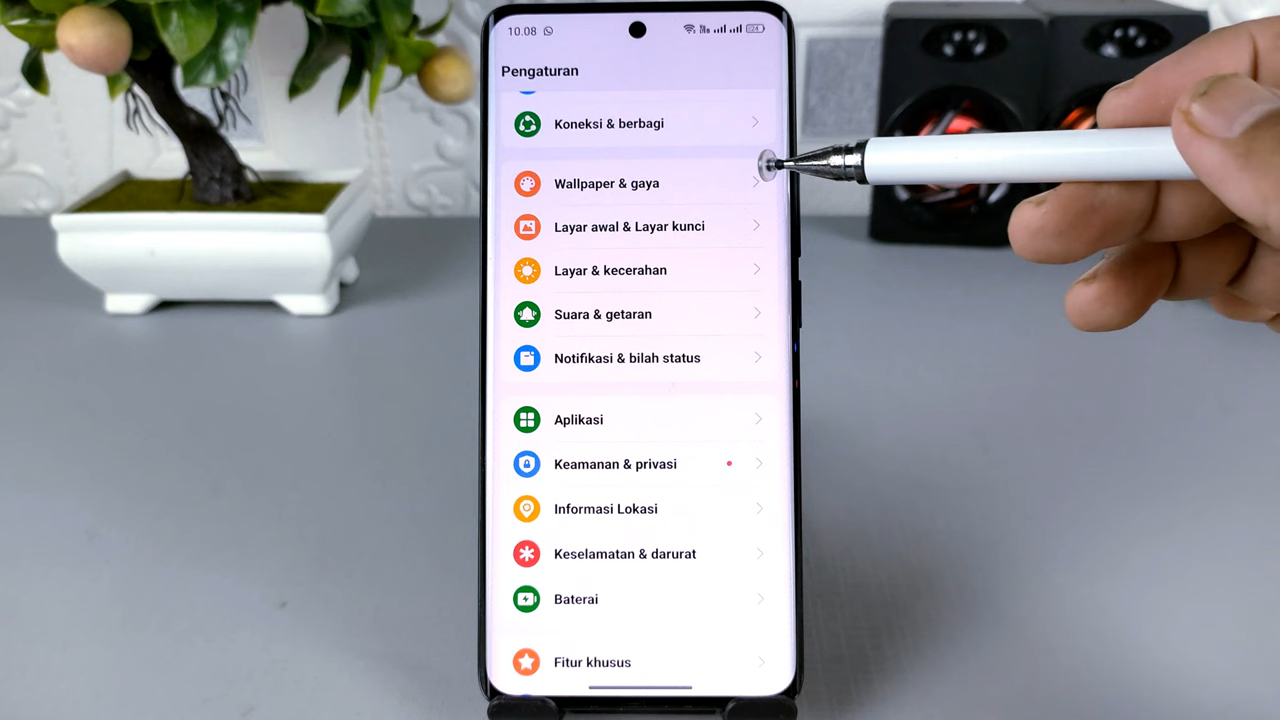 10.08
Pengaturan
Koneksi & berbagi
Wallpaper & gaya
Layar awal & Layar kunci
Layar & kecerahan
Suara & getaran
Notifikasi & bilah status
Aplikasi
Keamanan & privasi
Informasi Lokasi
Keselamatan & darurat
Baterai
Fitur khusus